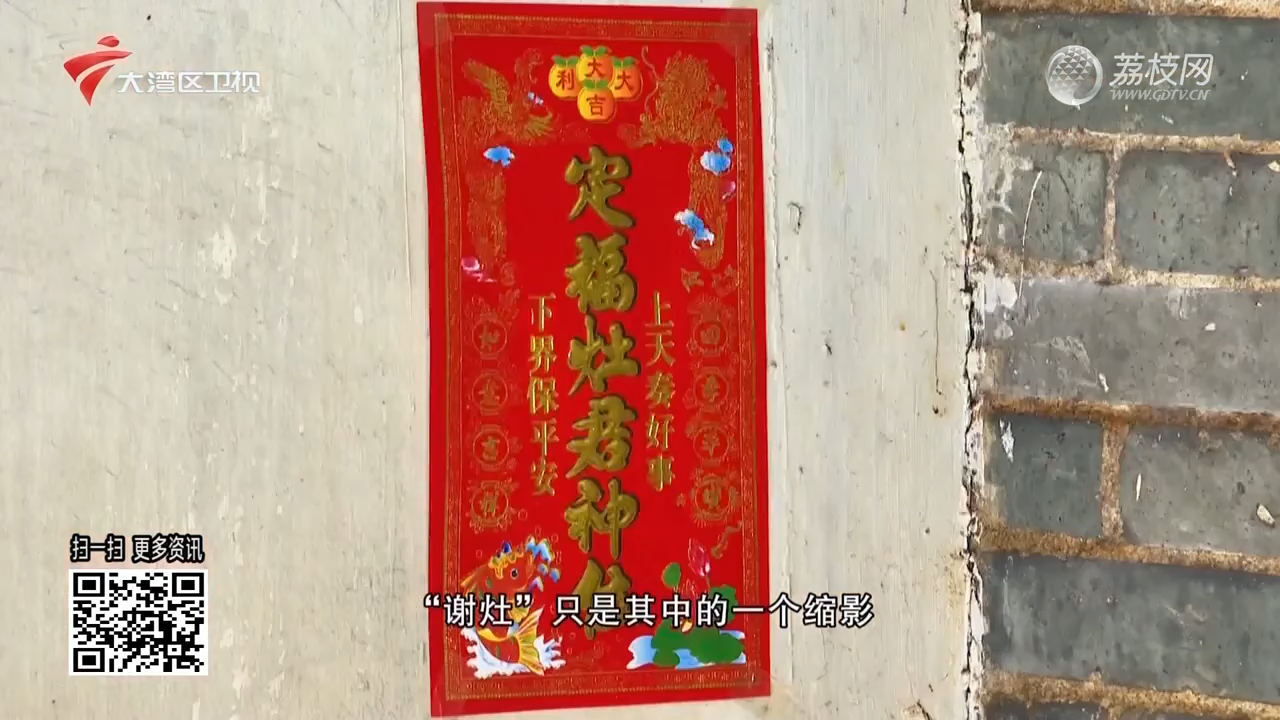 大湾区卫视
荔枝网
WWW.GDTV.CN
大
利 大
吉
定福灶君神位
上天奏好事
下界保平安
扫一扫 更多资讯
“谢灶”只是其中的一个缩影